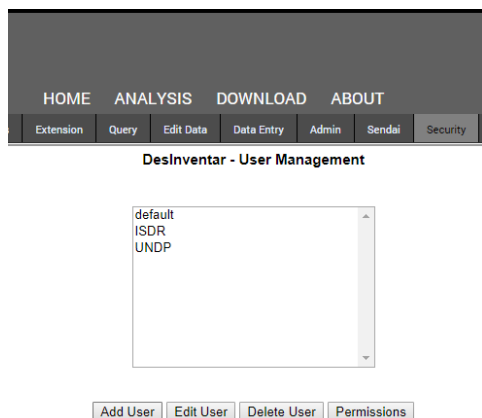 HOME ANALYSIS DOWNLOAD ABOUT
Extension Query Edit Data Data Entry Admin Sendai Security
DesInventar - User Management
default
ISDR
UNDP
Add User Edit User Delete User Permissions